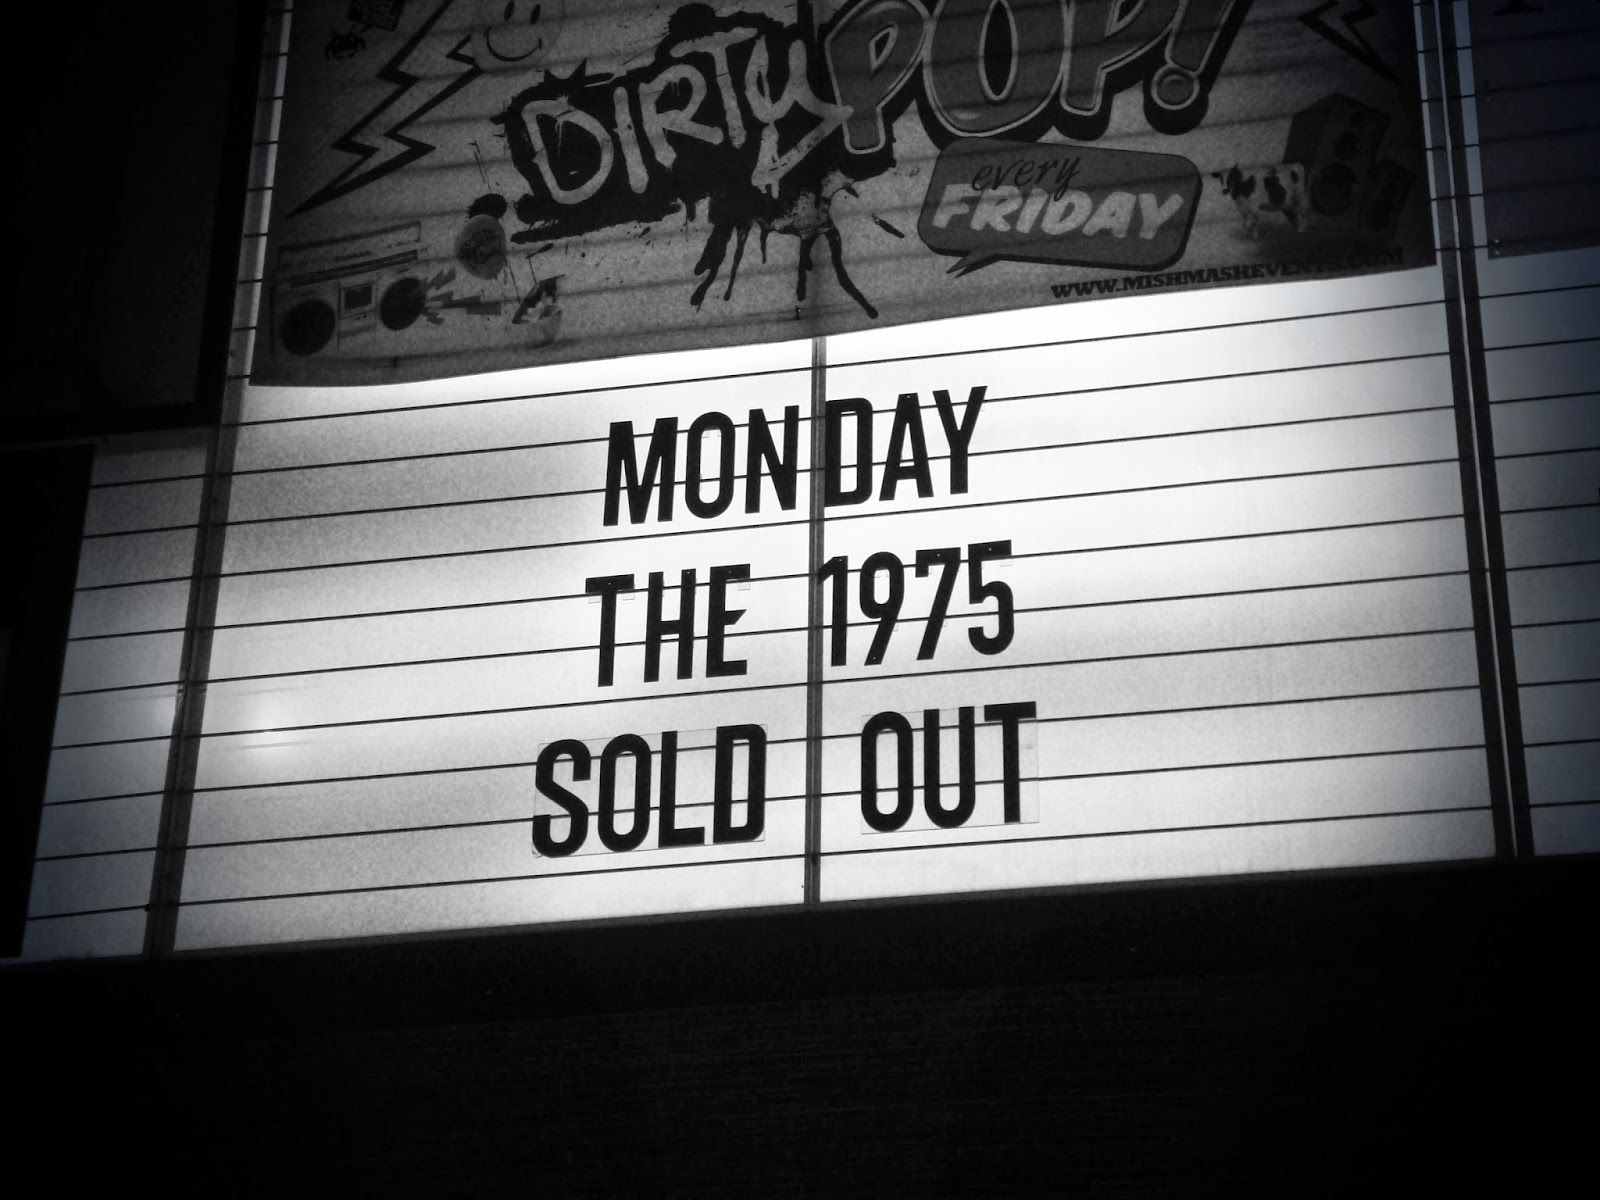 DIRTY POP!
every
FRIDAY
WWW.MISHMASHEVENTS.COM
MONDAY
THE 1975
SOLD OUT